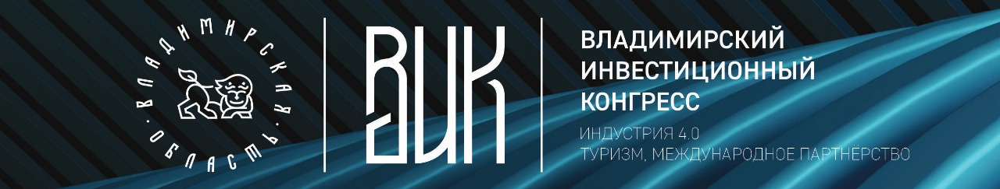 ВЛАДИМИРСКАЯ · ОБЛАСТЬ ·
ВИК
ВЛАДИМИРСКИЙ
ИНВЕСТИЦИОННЫЙ
КОНГРЕСС
ИНДУСТРИЯ 4.0
ТУРИЗМ, МЕЖДУНАРОДНОЕ ПАРТНЁРСТВО